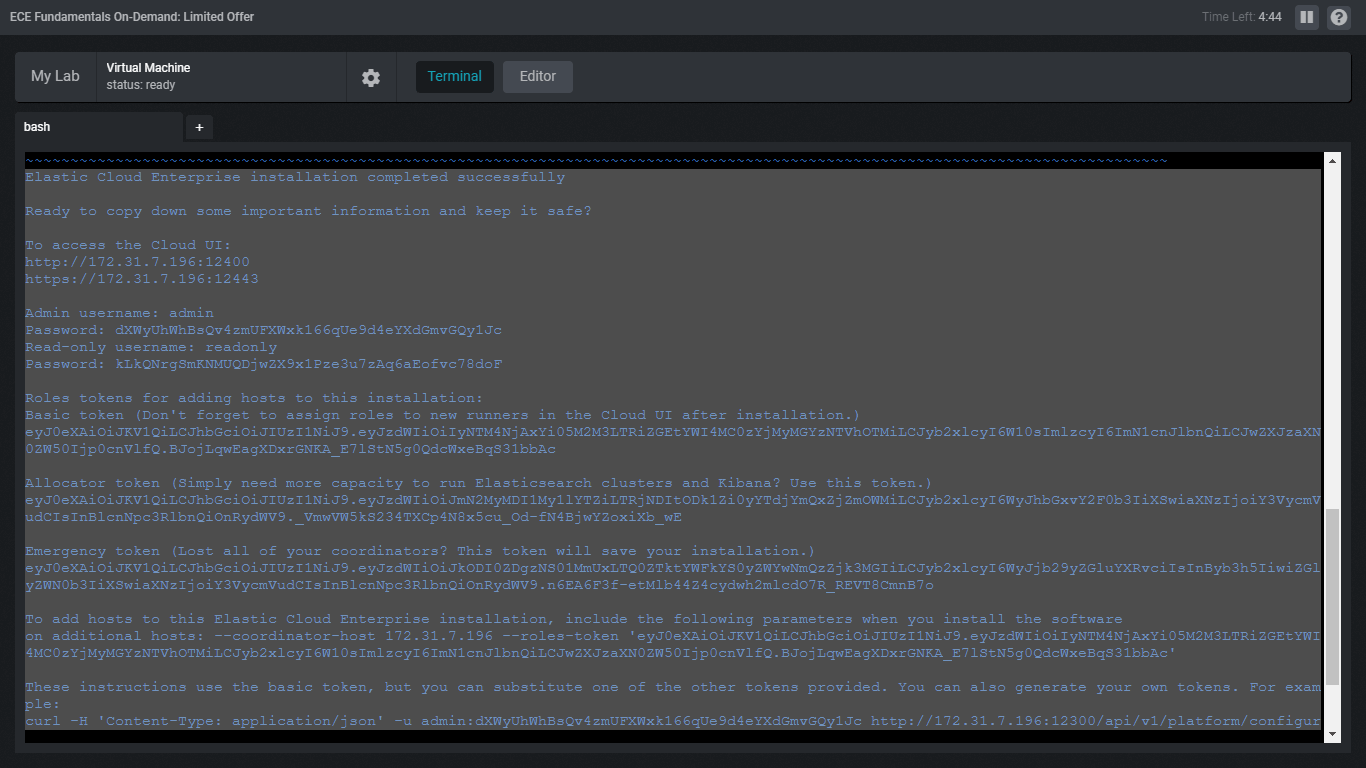 ECE Fundamentals On-Demand: Limited Offer
Time Left: 4:44
My Lab
Virtual Machine
status: ready
Terminal
Editor
bash
+
~~~~~~~~~~~~~~~~~~~~~~~~~~~~~~~~~~~~~~~~~~~~~~~~~~~~~~~~~~~~~~~~~~~~~~~~~~~~~~~~~~~~~~~~~~~~~~~~~~~~~~~~~~~~~~~~~~~~~~~~~~~~~~~
Elastic Cloud Enterprise installation completed successfully
Ready to copy down some important information and keep it safe?
To access the Cloud UI:
http://172.31.7.196:12400
https://172.31.7.196:12443
Admin username: admin
Password: dXWyUhWhBsQv4zmUFXWxk166qUe9d4eYXdGmvGQy1Jc
Read-only username: readonly
Password: kLkQNrgSmKNMUQDjwZX9x1Pze3u7zAq6aEofvc78doF
Roles tokens for adding hosts to this installation:
Basic token (Don't forget to assign roles to new runners in the Cloud UI after installation.)
eyJ0eXAiOiJKV1QiLCJhbGciOiJIUzI1NiJ9.eyJzdWIiOiIyNTM4NjAxYi05M2M3LTRiZGEtYWI4MC0zYjMyMGYzNTVhOTMiLCJyb2xlcyI6W10sImlzcyI6ImN1cnJlbnQiLCJwZXJzaXN
0ZW50Ijp0cnVlfQ.BJojLqwEagXDxrGNKA_E7lStN5g0QdcWxeBqS31bbAc
Allocator token (Simply need more capacity to run Elasticsearch clusters and Kibana? Use this token.)
eyJ0eXAiOiJKV1QiLCJhbGciOiJIUzI1NiJ9.eyJzdWIiOiJmN2MyMDI1My1lYTZiLTRjNDItODk1Zi0yYTdjYmQxZjZmOWMiLCJyb2xlcyI6WyJhbGxvY2F0b3IiXSwiaXNzIjoiY3VycmV
udCIsInBlcnNpc3RlbnQiOnRydWV9._VmwVW5kS234TXCp4N8x5cu_Od-fN4BjwYZoxiXb_wE
Emergency token (Lost all of your coordinators? This token will save your installation.)
eyJ0eXAiOiJKV1QiLCJhbGciOiJIUzI1NiJ9.eyJzdWIiOiJkODI0ZDgzNS01MmUxLTQ0ZTktYWFkYS0yZWYwNmQzZjk3MGIiLCJyb2xlcyI6WyJjb29yZGluYXRvciIsInByb3h5IiwiZGl
yZWN0b3IiXSwiaXNzIjoiY3VycmVudCIsInBlcnNpc3RlbnQiOnRydWV9.n6EA6F3f-etMlb44Z4cydwh2mlcdO7R_REVT8CmnB7o
To add hosts to this Elastic Cloud Enterprise installation, include the following parameters when you install the software
on additional hosts: --coordinator-host 172.31.7.196 --roles-token 'eyJ0eXAiOiJKV1QiLCJhbGciOiJIUzI1NiJ9.eyJzdWIiOiIyNTM4NjAxYi05M2M3LTRiZGEtYWI
4MC0zYjMyMGYzNTVhOTMiLCJyb2xlcyI6W10sImlzcyI6ImN1cnJlbnQiLCJwZXJzaXN0ZW50Ijp0cnVlfQ.BJojLqwEagXDxrGNKA_E7lStN5g0QdcWxeBqS31bbAc'
These instructions use the basic token, but you can substitute one of the other tokens provided. You can also generate your own tokens. For exam
ple:
curl -H 'Content-Type: application/json' -u admin:dXWyUhWhBsQv4zmUFXWxk166qUe9d4eYXdGmvGQy1Jc http://172.31.7.196:12300/api/v1/platform/configur